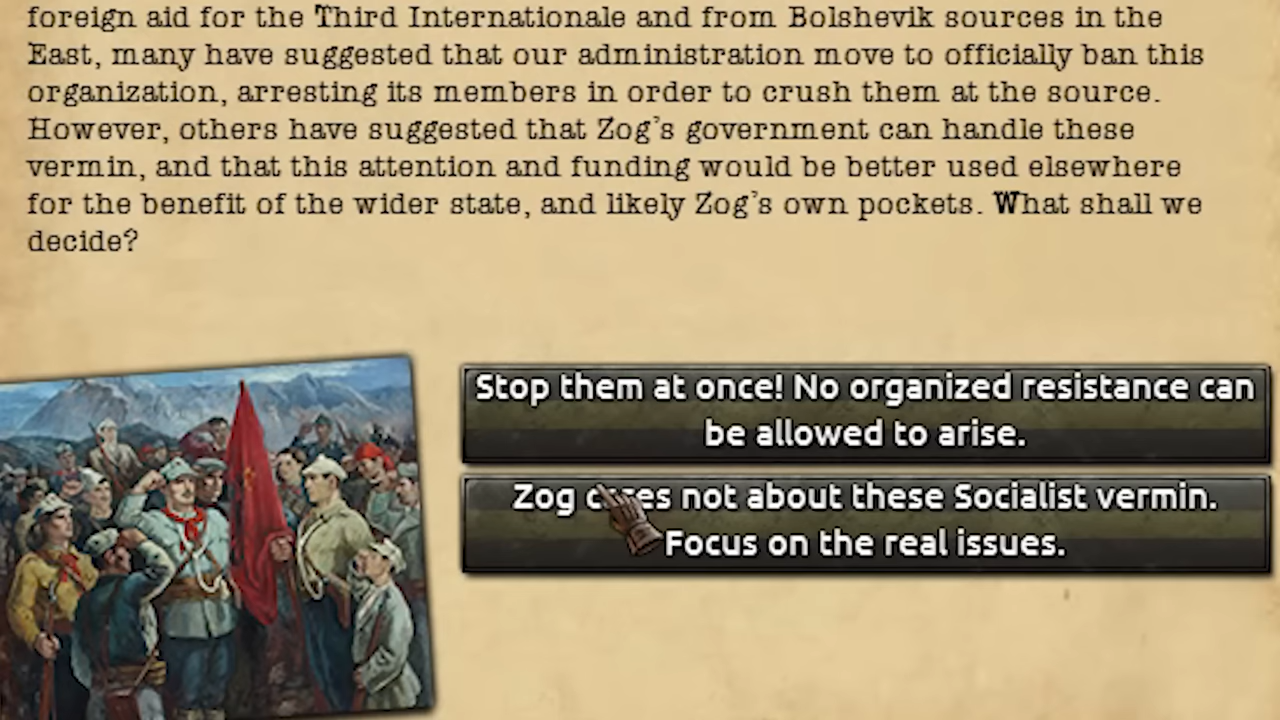 foreign aid for the Third Internationale and from Bolshevik sources in the
East, many have suggested that our administration move to officially ban this
organization, arresting its members in order to crush them at the source.
However, others have suggested that Zog's government can handle these
vermin, and that this attention and funding would be better used elsewhere
for the benefit of the wider state, and likely Zog's own pockets. What shall we
decide?
Stop them at once! No organized resistance can
be allowed to arise.
Zog cares not about these Socialist vermin.
Focus on the real issues.